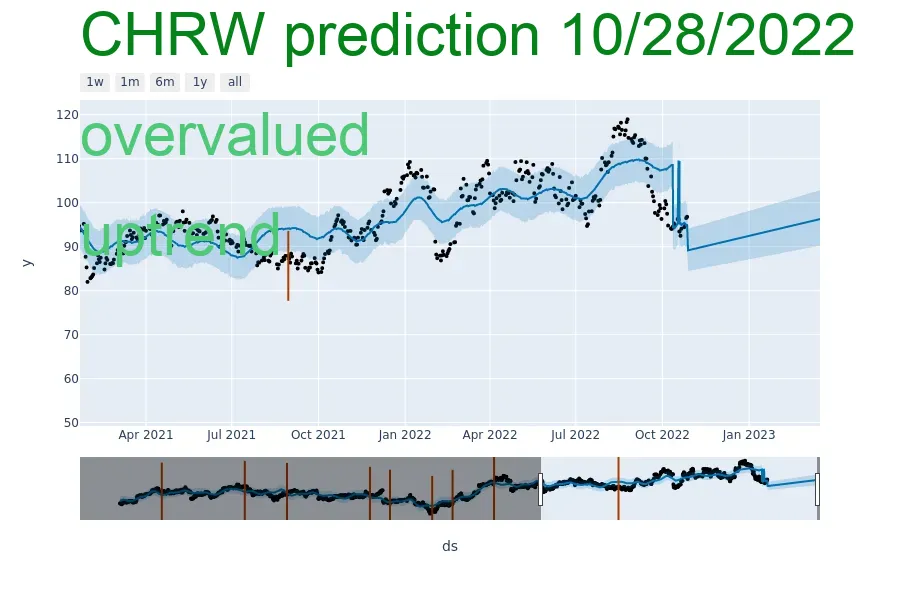 CHRW prediction 10/28/2022
1w 1m 6m 1y all
120
overvalued
110
100
uptrend
90
y
80
70
60
50
Apr 2021 Jul 2021 Oct 2021 Jan 2022 Apr 2022 Jul 2022 Oct 2022 Jan 2023
ds